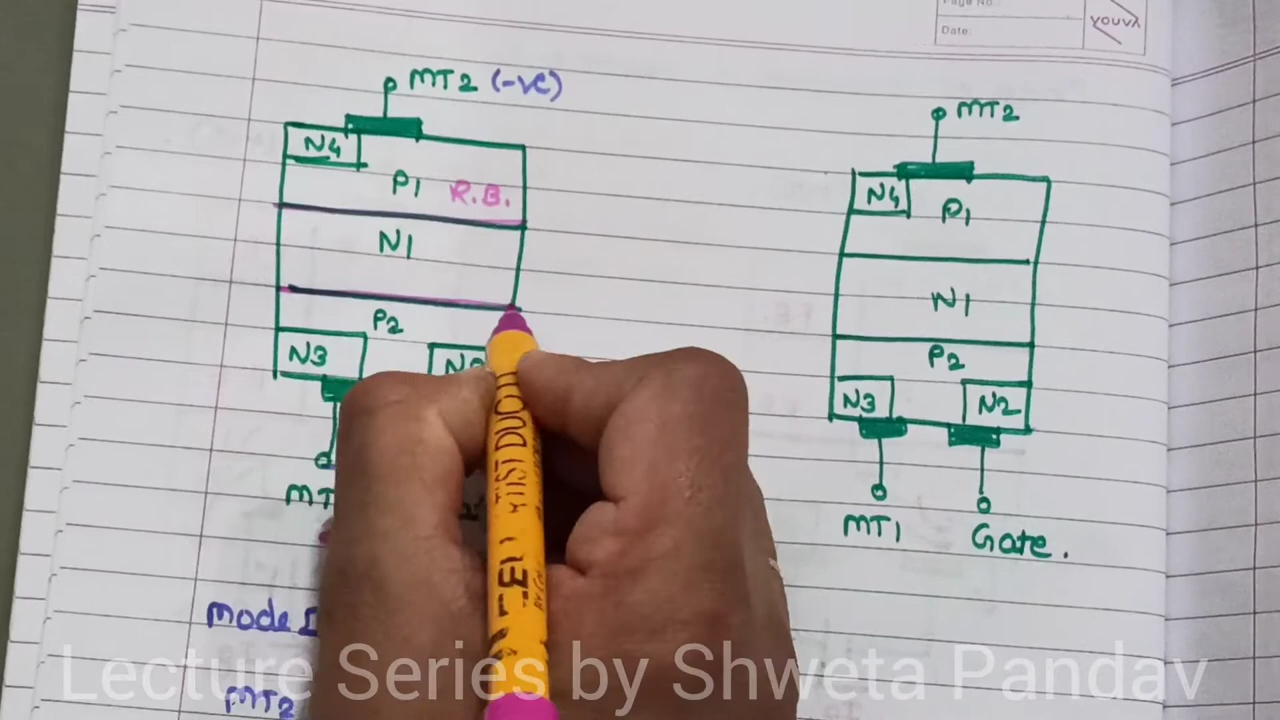 Page No.
Date:
YOUVA
MT2 (-ve)
N4
P1 R.B.
N1
P2
N3
MT2
N4
P1
N1
P2
N3 N2
MT1
Gate.
Mode
MT2
Lecture Series by Shweta Pandav